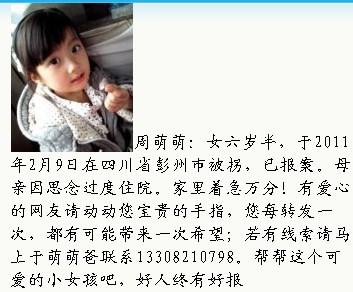 周萌萌：女六岁半，于2011
年2月9日在四川省彭州市被拐，已报案。母
亲因思念过度住院。家里着急万分！有爱心
的网友请动动您宝贵的手指，您每转发一
次，都有可能带来一次希望；若有线索请马
上于萌萌爸联系13308210798。帮帮这个可
爱的小女孩吧，好人终有好报